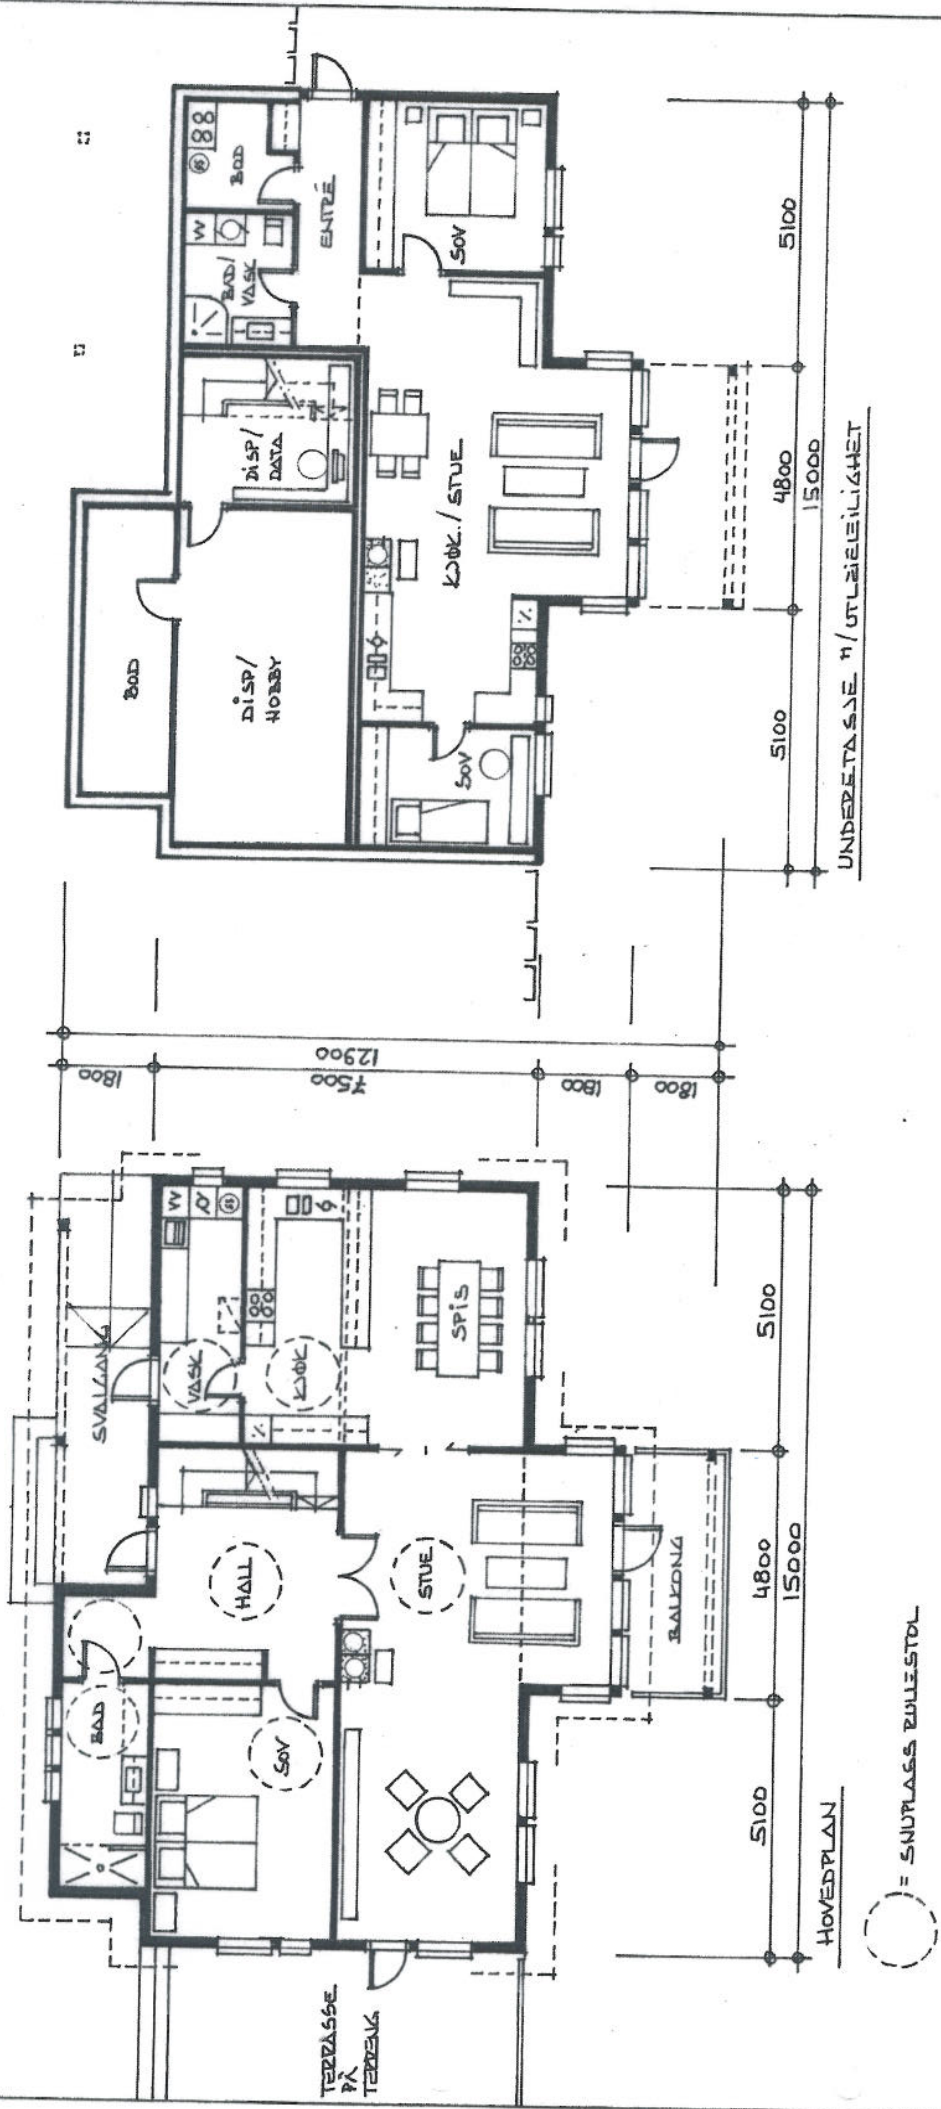 SVALGANG
W
VASK
KJØK
SPIS
HALL
STUE
BAD
SOV
BALKONG
TERRASSE
PÅ
TERRENG
5100
4800
5100
15000
HOVEDPLAN
= SNUPLASS RULLESTOL
1800
7500
1800
1800
12900
BOD
DISP/
HOBBY
DISP/
DATA
BAD/
VASK
W
BOD
ENTRÉ
SOV
KJØK./STUE
SOV
5100
4800
5100
15000
UNDERETASJE M/UTLEIELEILIGHET